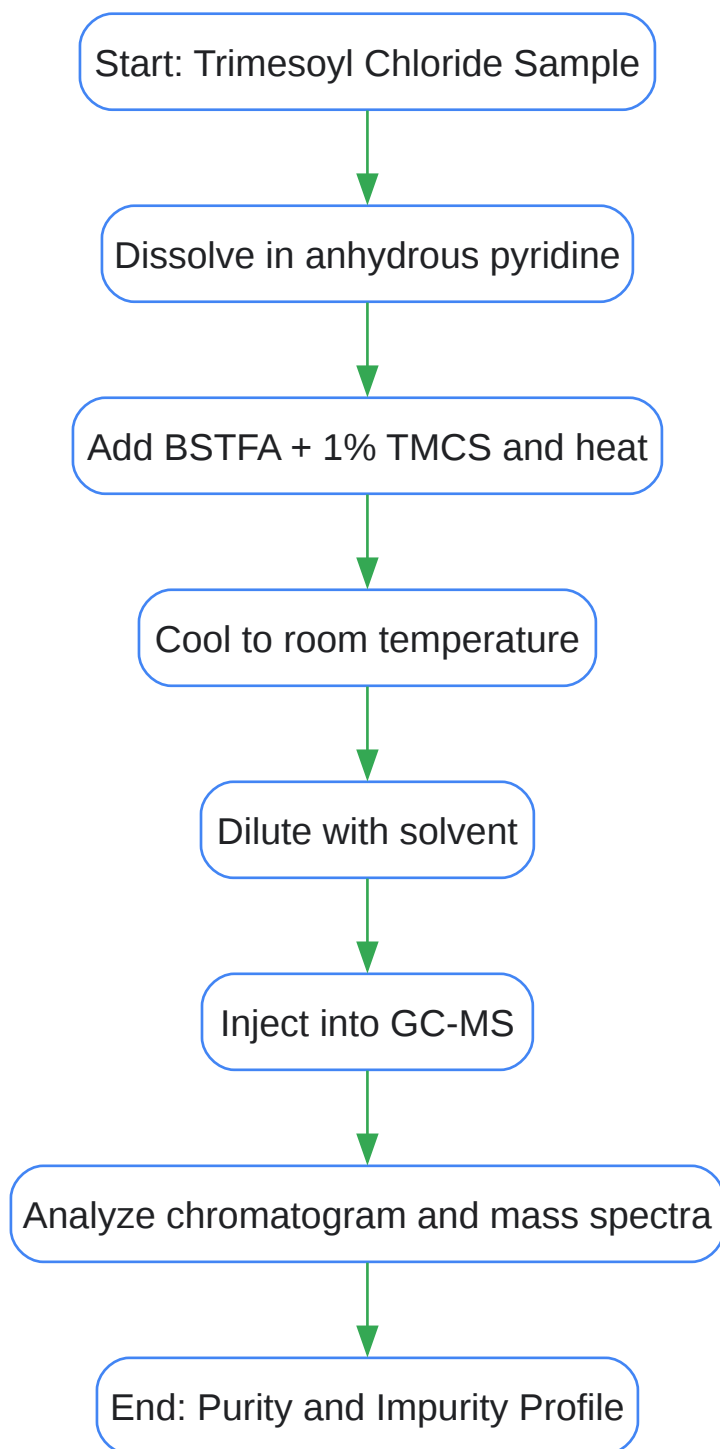 Start: Trimesoyl Chloride Sample
Dissolve in anhydrous pyridine
Add BSTFA + 1% TMCS and heat
Cool to room temperature
Dilute with solvent
Inject into GC-MS
Analyze chromatogram and mass spectra
End: Purity and Impurity Profile